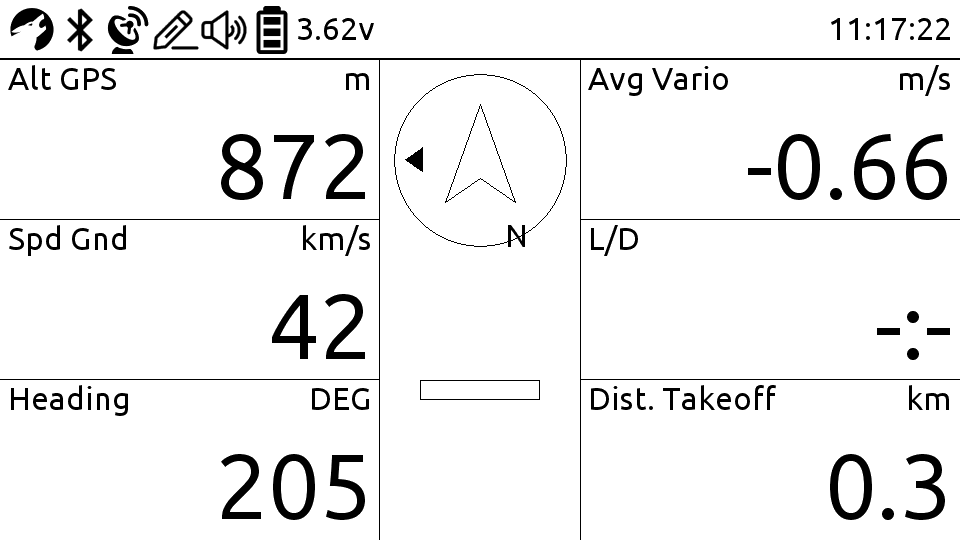 3.62v 11:17:22
Alt GPS m
872
Spd Gnd km/s
42
Heading DEG
205
N
Avg Vario m/s
-0.66
L/D
-:-
Dist. Takeoff km
0.3